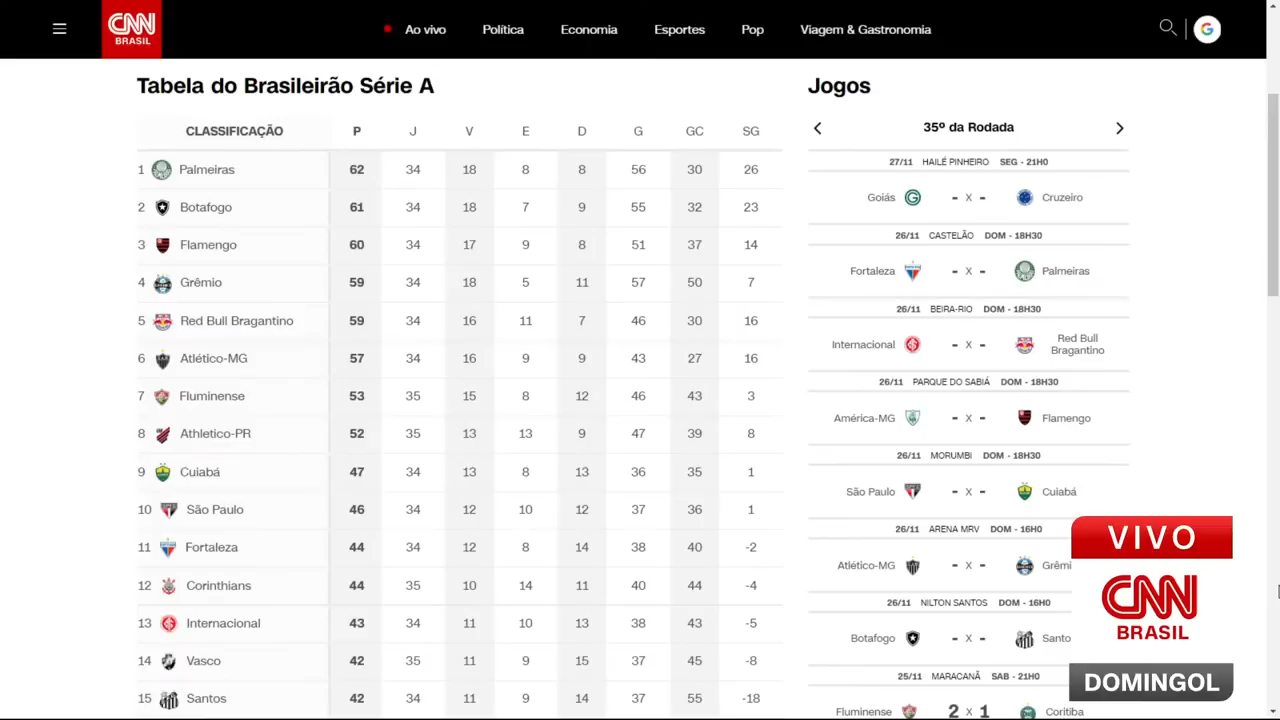 CNN
BRASIL
Ao vivo Política Economia Esportes Pop Viagem & Gastronomia
Tabela do Brasileirão Série A
CLASSIFICAÇÃO P J V E D G GC SG
1 Palmeiras 62 34 18 8 8 56 30 26
2 Botafogo 61 34 18 7 9 55 32 23
3 Flamengo 60 34 17 9 8 51 37 14
4 Grêmio 59 34 18 5 11 57 50 7
5 Red Bull Bragantino 59 34 16 11 7 46 30 16
6 Atlético-MG 57 34 16 9 9 43 27 16
7 Fluminense 53 35 15 8 12 46 43 3
8 Athletico-PR 52 35 13 13 9 47 39 8
9 Cuiabá 47 34 13 8 13 36 35 1
10 São Paulo 46 34 12 10 12 37 36 1
11 Fortaleza 44 34 12 8 14 38 40 -2
12 Corinthians 44 35 10 14 11 40 44 -4
13 Internacional 43 34 11 10 13 38 43 -5
14 Vasco 42 35 11 9 15 37 45 -8
15 Santos 42 34 11 9 14 37 55 -18
Jogos
35º da Rodada
27/11 HAILÉ PINHEIRO SEG - 21H0
Goiás - X - Cruzeiro
26/11 CASTELÃO DOM - 18H30
Fortaleza - X - Palmeiras
26/11 BEIRA-RIO DOM - 18H30
Internacional - X - Red Bull
Bragantino
26/11 PARQUE DO SABIÁ DOM - 18H30
América-MG - X - Flamengo
26/11 MORUMBI DOM - 18H30
São Paulo - X - Cuiabá
26/11 ARENA MRV DOM - 16H0
Atlético-MG - X - Grêmi
26/11 NILTON SANTOS DOM - 16H0
Botafogo - X - Santo
25/11 MARACANÃ SAB - 21H0
Fluminense 2 X 1 Coritiba
VIVO
CNN
BRASIL
DOMINGOL